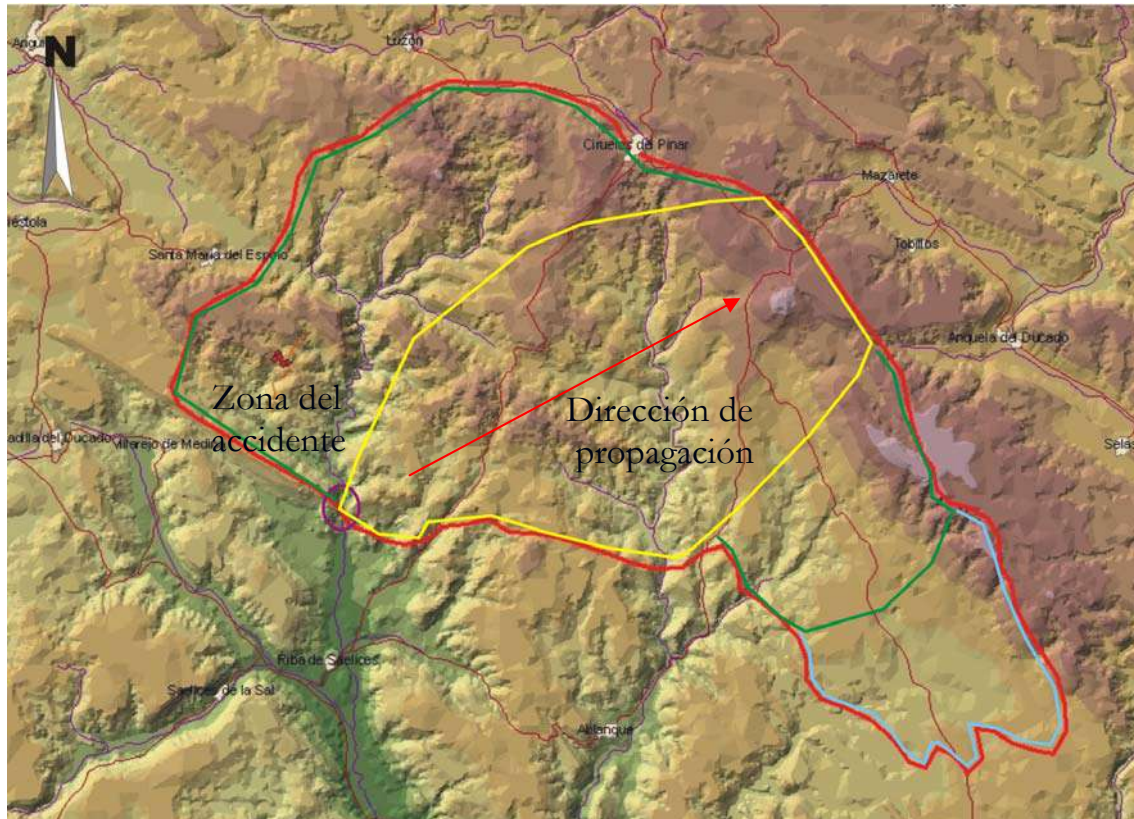 Luzón
N
Ciruelos del Pinar
Mazarete
Tobillos
Santa María del Espino
Anquela del Ducado
Zona del
accidente
Dirección de
propagación
Villarejo de Medina
Selas
Riba de Saelices
Saelices de la Sal
Ablanque